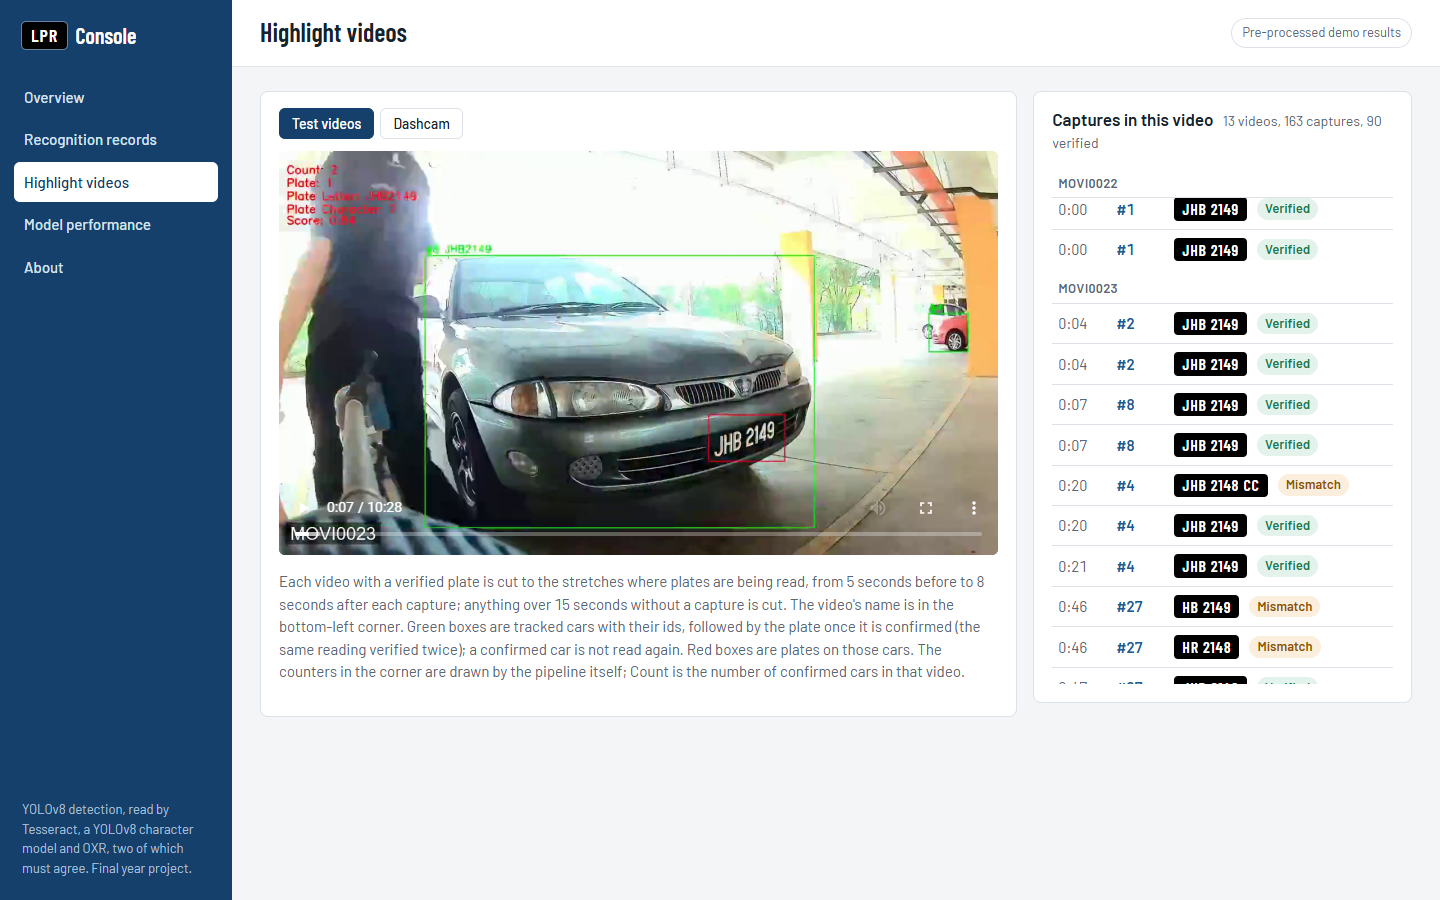 LPR Console
Overview
Recognition records
Highlight videos
Model performance
About
YOLOv8 detection, read by
Tesseract, a YOLOv8 character
model and OXR, two of which
must agree. Final year project.
Highlight videos
Pre-processed demo results
Test videos
Dashcam
Count: 2
Plate: 1
Plate Letter: JHB2149
Plate Character:
Score:
JHB2149
JHB 2149
0:07 / 10:28
MOVI0023
Each video with a verified plate is cut to the stretches where plates are being read, from 5 seconds before to 8
seconds after each capture; anything over 15 seconds without a capture is cut. The video's name is in the
bottom-left corner. Green boxes are tracked cars with their ids, followed by the plate once it is confirmed (the
same reading verified twice); a confirmed car is not read again. Red boxes are plates on those cars. The
counters in the corner are drawn by the pipeline itself; Count is the number of confirmed cars in that video.
Captures in this video 13 videos, 163 captures, 90
verified
MOVI0022
0:00 #1 JHB 2149 Verified
0:00 #1 JHB 2149 Verified
MOVI0023
0:04 #2 JHB 2149 Verified
0:04 #2 JHB 2149 Verified
0:07 #8 JHB 2149 Verified
0:07 #8 JHB 2149 Verified
0:20 #4 JHB 2148 CC Mismatch
0:20 #4 JHB 2149 Verified
0:21 #4 JHB 2149 Verified
0:46 #27 HB 2149 Mismatch
0:46 #27 HR 2148 Mismatch